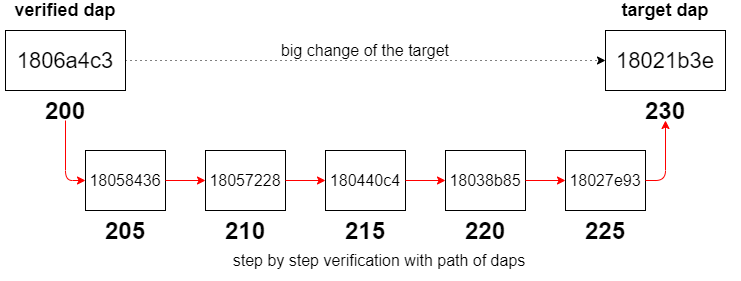 verified dap
target dap
1806a4c3
big change of the target
18021b3e
200
230
18058436
18057228
180440c4
18038b85
18027e93
205
210
215
220
225
step by step verification with path of daps